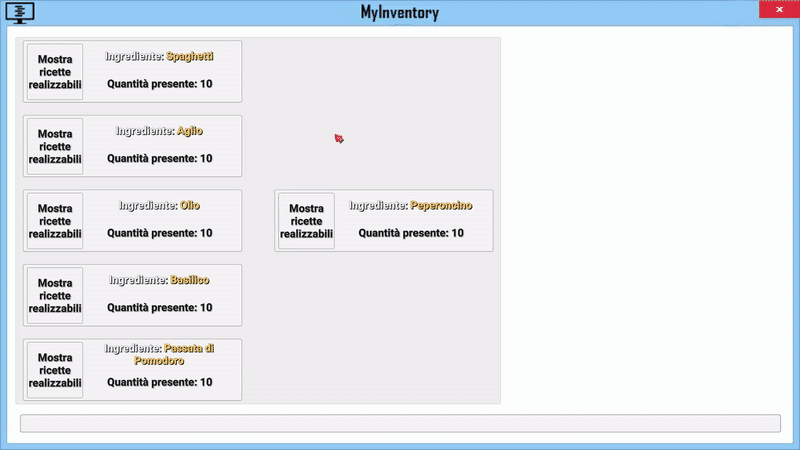 MyInventory
Mostra
ricette
realizzabili
Ingrediente: Spaghetti
Quantità presente: 10
Mostra
ricette
realizzabili
Ingrediente: Aglio
Quantità presente: 10
Mostra
ricette
realizzabili
Ingrediente: Olio
Quantità presente: 10
Mostra
ricette
realizzabili
Ingrediente: Peperoncino
Quantità presente: 10
Mostra
ricette
realizzabili
Ingrediente: Basilico
Quantità presente: 10
Mostra
ricette
realizzabili
Ingrediente: Passata di
Pomodoro
Quantità presente: 10